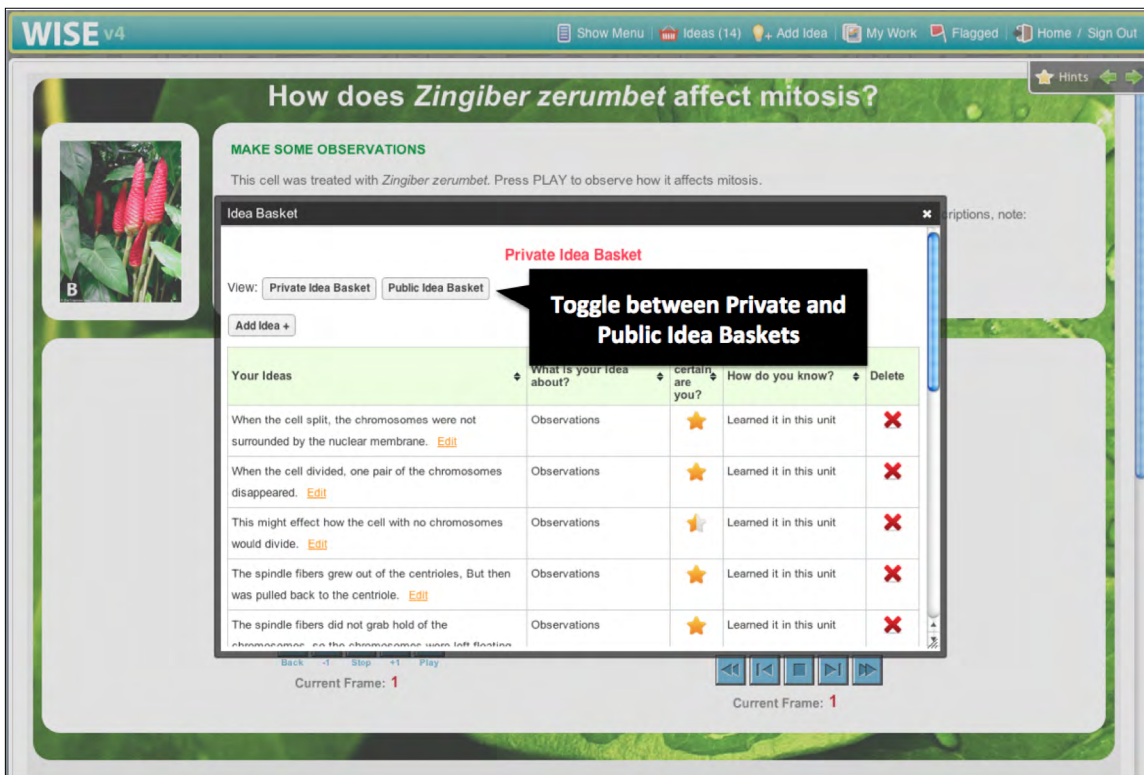 WISE v4
Show Menu
Ideas (14)
Add Idea
My Work
Flagged
Home / Sign Out
Hints
How does Zingiber zerumbet affect mitosis?
B
MAKE SOME OBSERVATIONS
This cell was treated with Zingiber zerumbet. Press PLAY to observe how it affects mitosis.
riptions, note:
Idea Basket
Private Idea Basket
View: Private Idea Basket Public Idea Basket
Toggle between Private and
Public Idea Baskets
Add Idea +
Your Ideas
What is your idea
about?
certain
are
you?
How do you know?
Delete
When the cell split, the chromosomes were not
surrounded by the nuclear membrane. Edit
Observations
Learned it in this unit
When the cell divided, one pair of the chromosomes
disappeared. Edit
Observations
Learned it in this unit
This might effect how the cell with no chromosomes
would divide. Edit
Observations
Learned it in this unit
The spindle fibers grew out of the centrioles, But then
was pulled back to the centriole. Edit
Observations
Learned it in this unit
The spindle fibers did not grab hold of the
chromosomes, so the chromosomes were left floating
Observations
Learned it in this unit
Back -1 Stop +1 Play
Current Frame: 1
Current Frame: 1